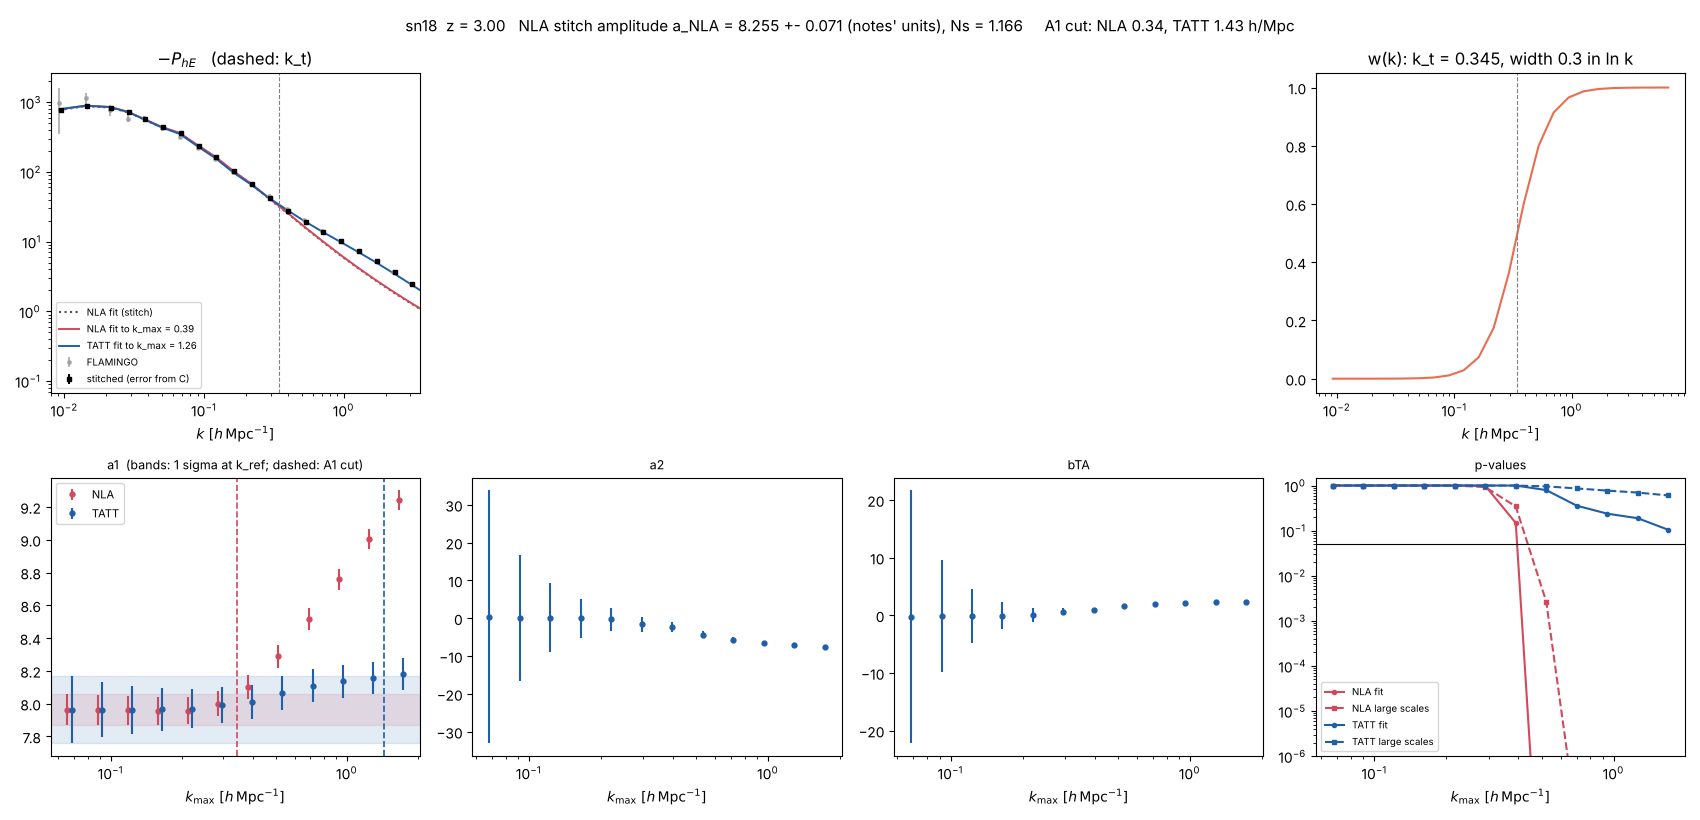 sn18  z = 3.00   NLA stitch amplitude a_NLA = 8.255 +- 0.071 (notes' units), Ns = 1.166     A1 cut: NLA 0.34, TATT 1.43 h/Mpc
−P_{hE}   (dashed: k_t)
10³
10²
10¹
10⁰
10⁻¹
NLA fit (stitch)
NLA fit to k_max = 0.39
TATT fit to k_max = 1.26
FLAMINGO
stitched (error from C)
10⁻² 10⁻¹ 10⁰
k [h Mpc⁻¹]
w(k): k_t = 0.345, width 0.3 in ln k
1.0
0.8
0.6
0.4
0.2
0.0
10⁻² 10⁻¹ 10⁰
k [h Mpc⁻¹]
a1  (bands: 1 sigma at k_ref; dashed: A1 cut)
NLA
TATT
9.2
9.0
8.8
8.6
8.4
8.2
8.0
7.8
10⁻¹ 10⁰
k_max [h Mpc⁻¹]
a2
30
20
10
0
−10
−20
−30
10⁻¹ 10⁰
k_max [h Mpc⁻¹]
bTA
20
10
0
−10
−20
10⁻¹ 10⁰
k_max [h Mpc⁻¹]
p-values
10⁰
10⁻¹
10⁻²
10⁻³
10⁻⁴
10⁻⁵
10⁻⁶
NLA fit
NLA large scales
TATT fit
TATT large scales
10⁻¹ 10⁰
k_max [h Mpc⁻¹]